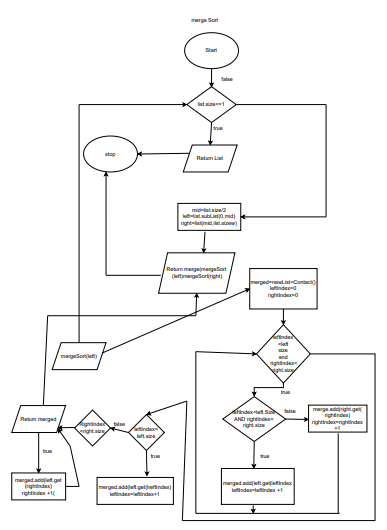 merge Sort
Start
false
list.size<=1
true
stop
Return List
mid=list.size/2
left=list.subList(0,mid)
right=list(mid,list.sizew)
Return merge(mergeSort
(left)mergeSort(right)
merged=newList<Contact()
leftIndex=0
rightIndex=0
mergeSort(left)
leftIndex
<left
size
and
rightIndex<
right.size
true
leftIndex<left.Size
AND rightIndex<
right.size
false
merge.add(right.get(
rightIndex)
rightIndex=rightIndex
+1
true
merged.add(left.get(leftIndex
leftIndex=leftIndex +1
Return merged
RightIndex
<right.size
false
leftIndex<
left.size
true
true
merged.add(left.get
(rightIndex)
rightIndex +1(
merged.add(left.get(leftIndex)
leftIndex=leftIndex+1